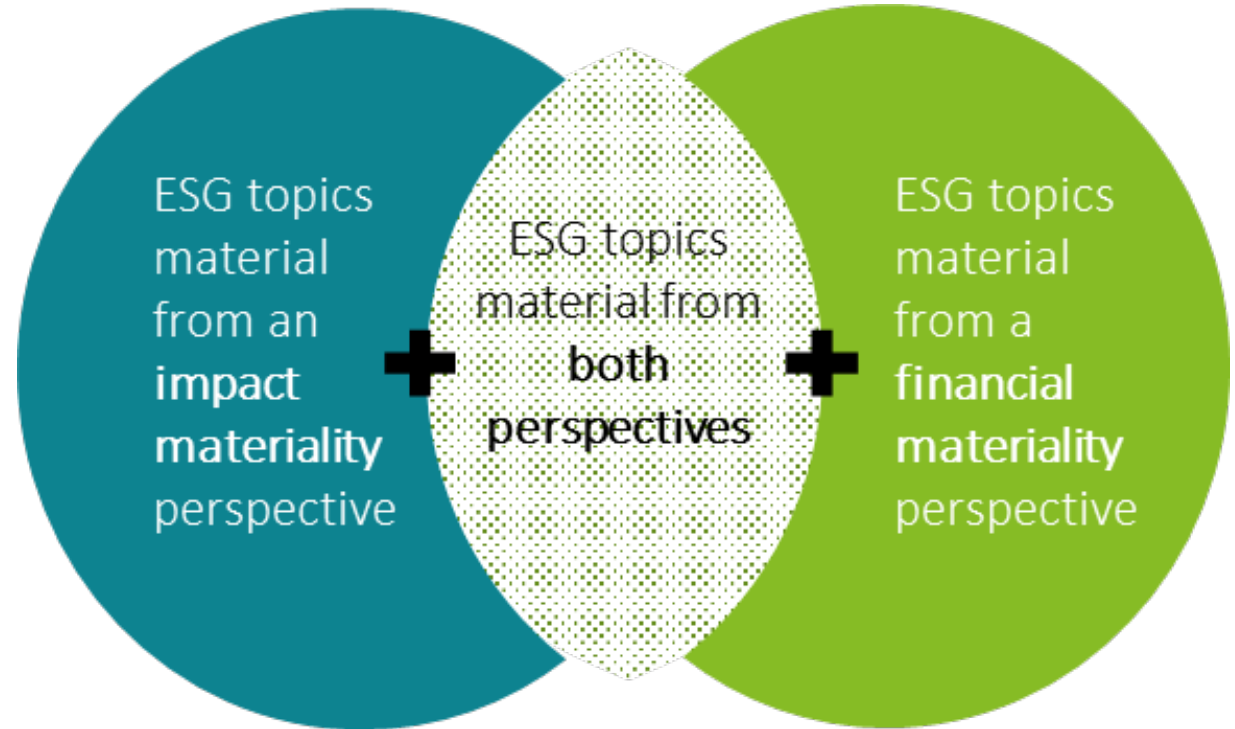 ESG topics
material
from an
impact
materiality
perspective
ESG topics
material from
both
perspectives
ESG topics
material
from a
financial
materiality
perspective